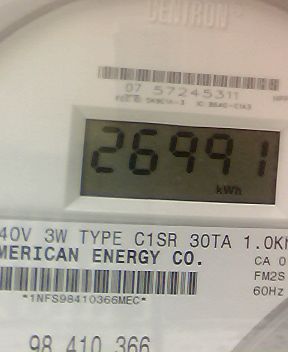 CENTRON
07 57245311
26991
kWh
40V 3W TYPE C1SR 30TA 1.0K
MERICAN ENERGY CO.
CA 0
FM2S
*1NFS98410366MEC*
60Hz
98 410 366